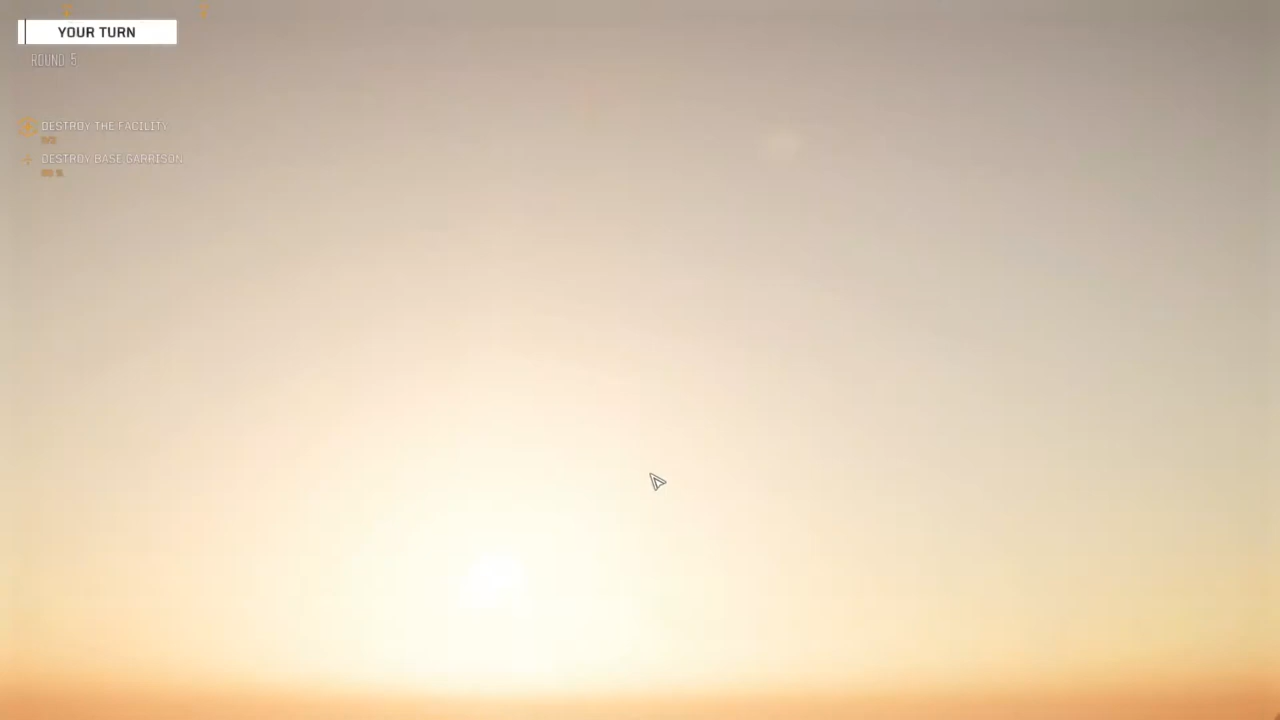 YOUR TURN
ROUND 5
DESTROY THE FACILITY
DESTROY BASE GARRISON